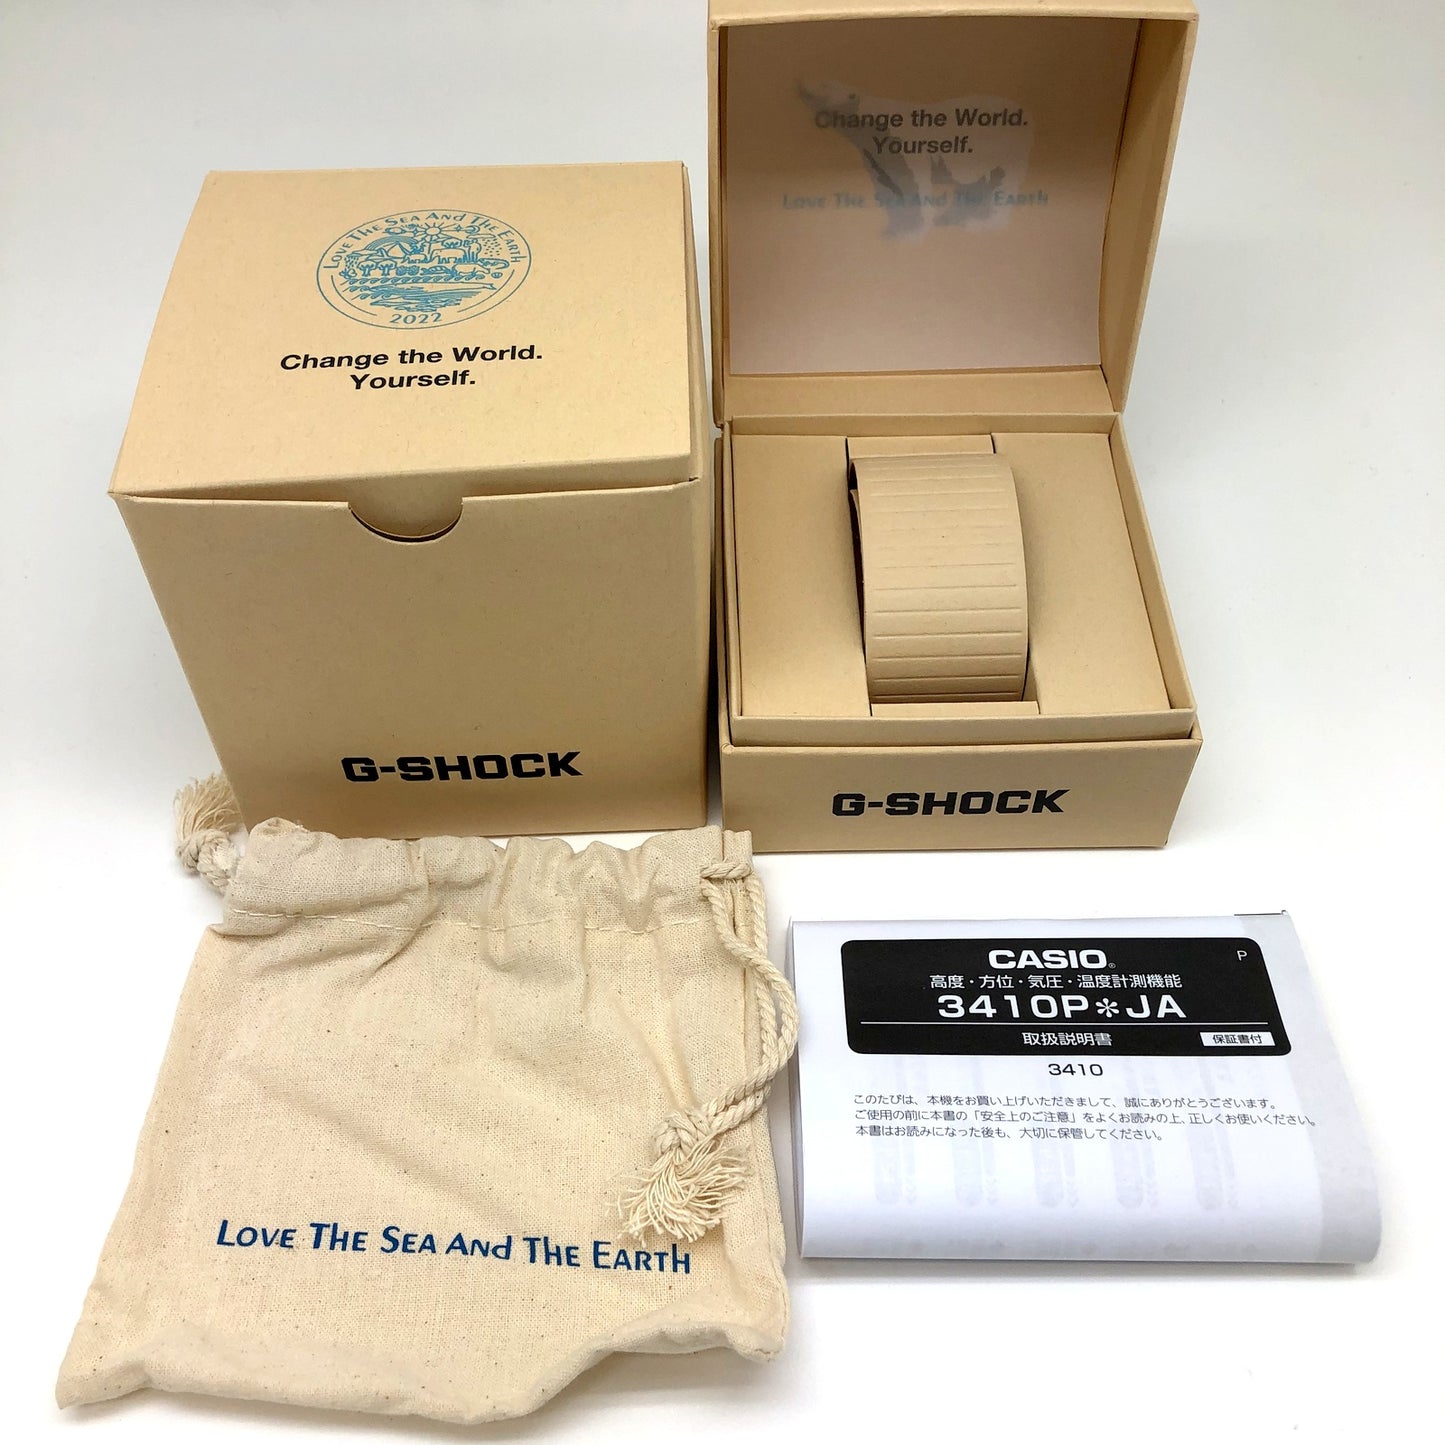 Love The Sea And The Earth
2022
Change the World.
Yourself.
G-SHOCK
Change the World.
Yourself.
Love The Sea And The Earth
G-SHOCK
Love The Sea And The Earth
CASIO®
P
高度・方位・気圧・温度計測機能
3410P✻JA
取扱説明書
保証書付
3410
このたびは、本機をお買い上げいただきまして、誠にありがとうございます。
ご使用の前に本書の「安全上のご注意」をよくお読みの上、正しくお使いください。
本書はお読みになった後も、大切に保管してください。